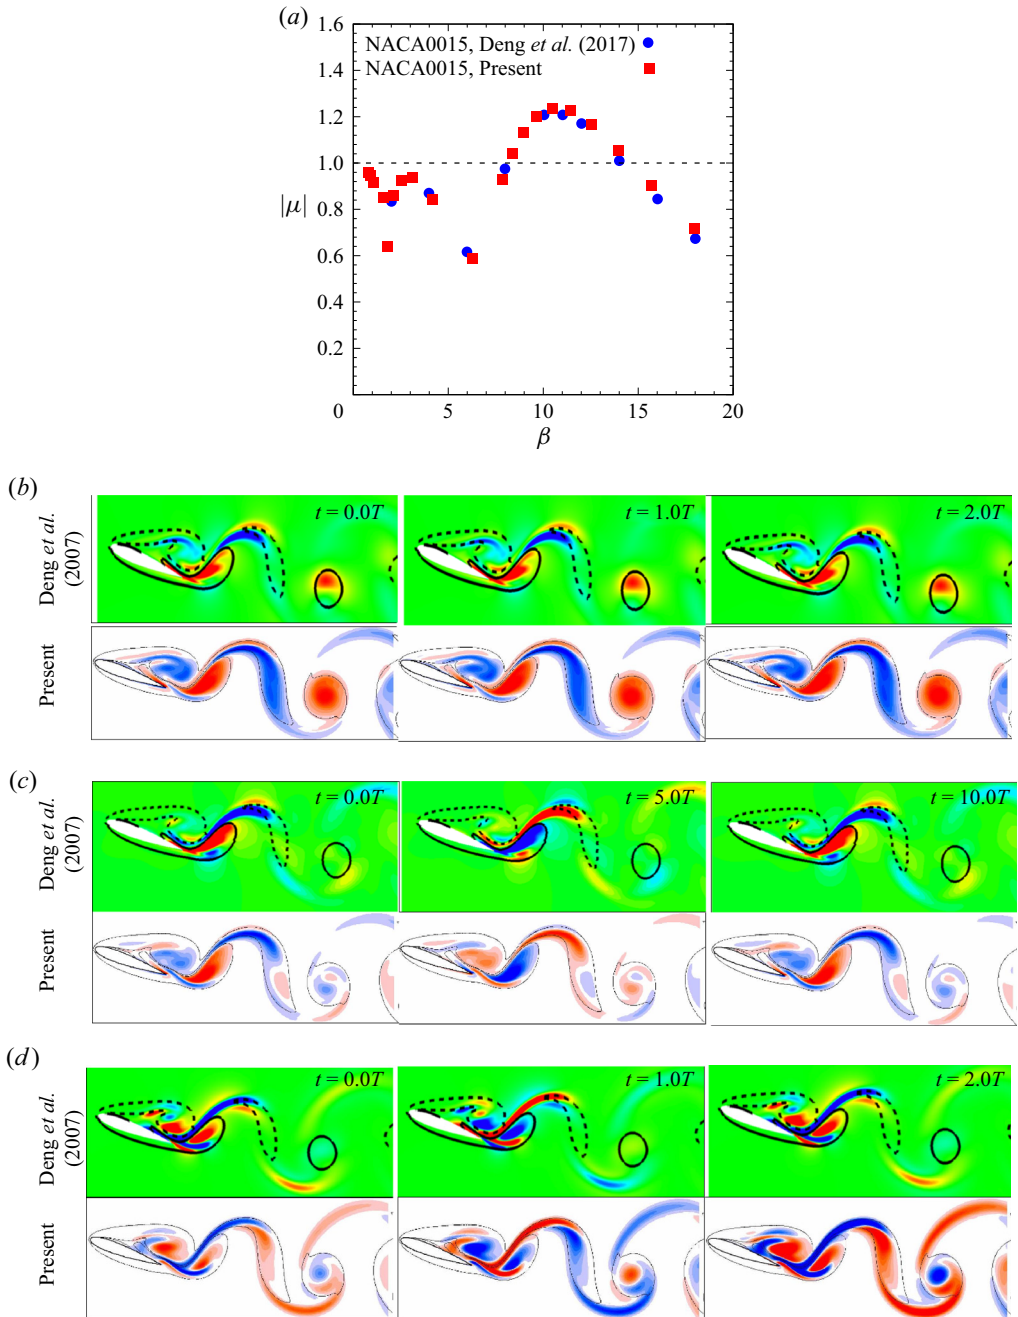 (a)
1.6
NACA0015, Deng et al. (2017)
NACA0015, Present
1.4
1.2
1.0
|μ| 0.8
0.6
0.4
0.2
0 5 10 15 20
β
(b)
Deng et al.
(2007)
t = 0.0T
t = 1.0T
t = 2.0T
Present
(c)
Deng et al.
(2007)
t = 0.0T
t = 5.0T
t = 10.0T
Present
(d)
Deng et al.
(2007)
t = 0.0T
t = 1.0T
t = 2.0T
Present